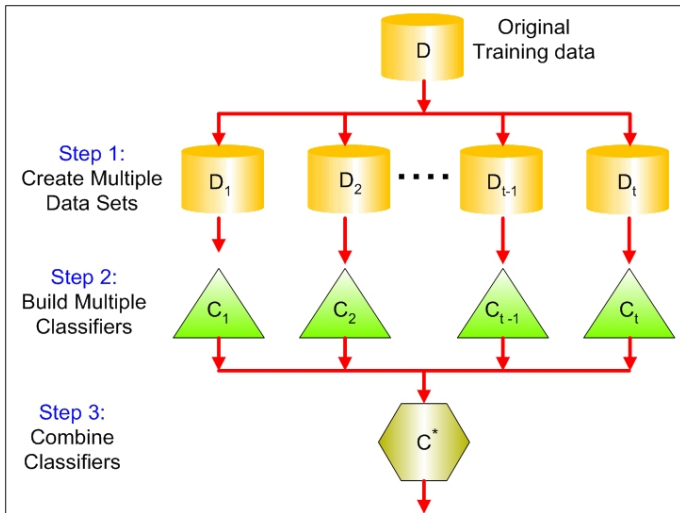 Original
Training data
D
Step 1:
Create Multiple
Data Sets
D₁
D₂
....
Dₜ₋₁
Dₜ
Step 2:
Build Multiple
Classifiers
C₁
C₂
Cₜ₋₁
Cₜ
Step 3:
Combine
Classifiers
C*